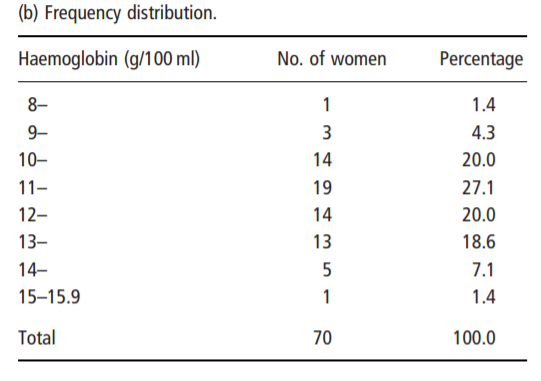 (b) Frequency distribution.
Haemoglobin (g/100 ml) No. of women Percentage
8– 1 1.4
9– 3 4.3
10– 14 20.0
11– 19 27.1
12– 14 20.0
13– 13 18.6
14– 5 7.1
15–15.9 1 1.4
Total 70 100.0